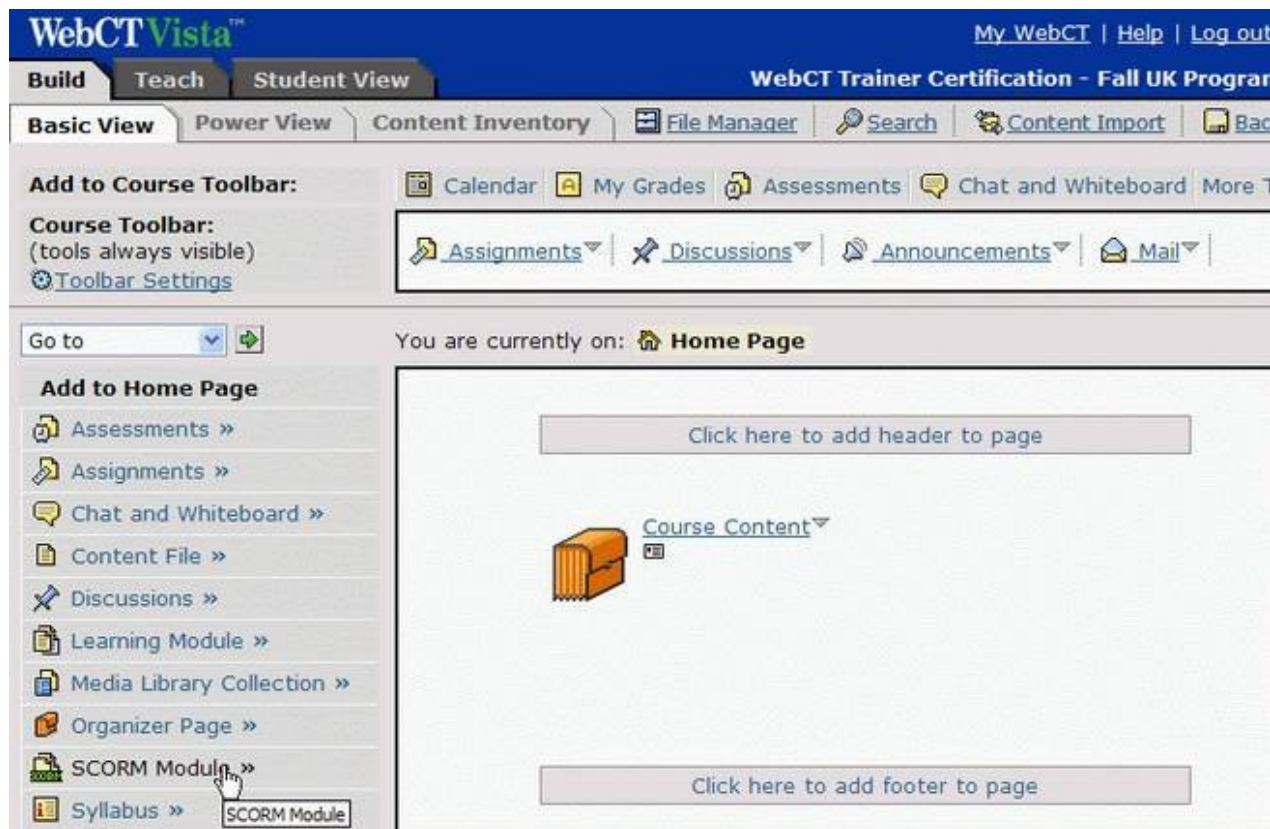 WebCT Vista™
My WebCT | Help | Log out
Build Teach Student View
WebCT Trainer Certification - Fall UK Program
Basic View Power View Content Inventory File Manager Search Content Import
Add to Course Toolbar: Calendar My Grades Assessments Chat and Whiteboard More
Course Toolbar:
(tools always visible)
Toolbar Settings
Assignments Discussions Announcements Mail
Go to
You are currently on: Home Page
Add to Home Page
Assessments »
Assignments »
Chat and Whiteboard »
Content File »
Discussions »
Learning Module »
Media Library Collection »
Organizer Page »
SCORM Module »
SCORM Module
Syllabus »
Click here to add header to page
Course Content
Click here to add footer to page